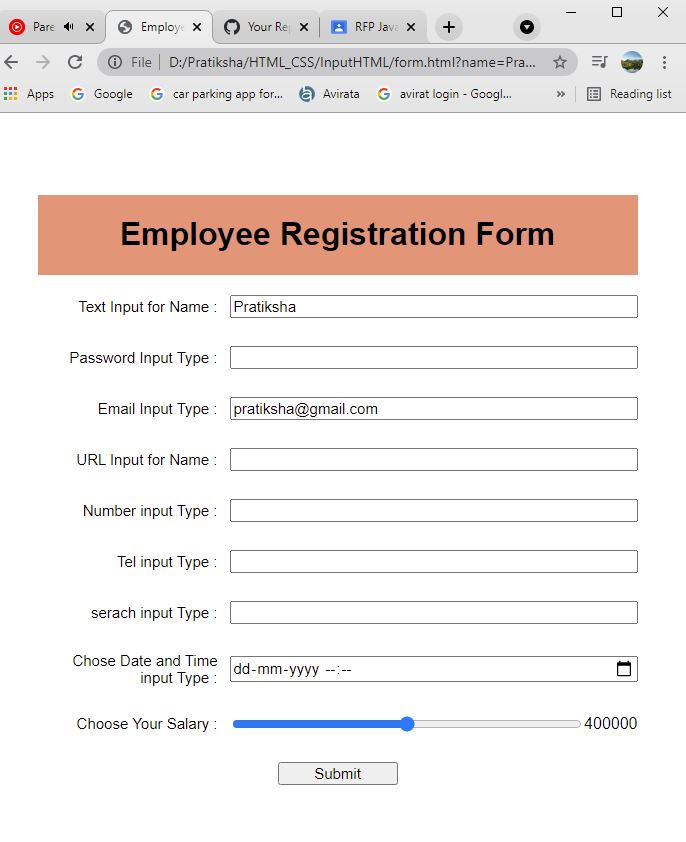 Pare
Employe
Your Rep
RFP Java
File
D:/Pratiksha/HTML_CSS/InputHTML/form.html?name=Pra...
Apps
Google
car parking app for...
Avirata
avirat login - Googl...
»
Reading list
Employee Registration Form
Text Input for Name : Pratiksha
Password Input Type :
Email Input Type : pratiksha@gmail.com
URL Input for Name :
Number input Type :
Tel input Type :
serach input Type :
Chose Date and Time
input Type : dd-mm-yyyy --:--
Choose Your Salary : 400000
Submit